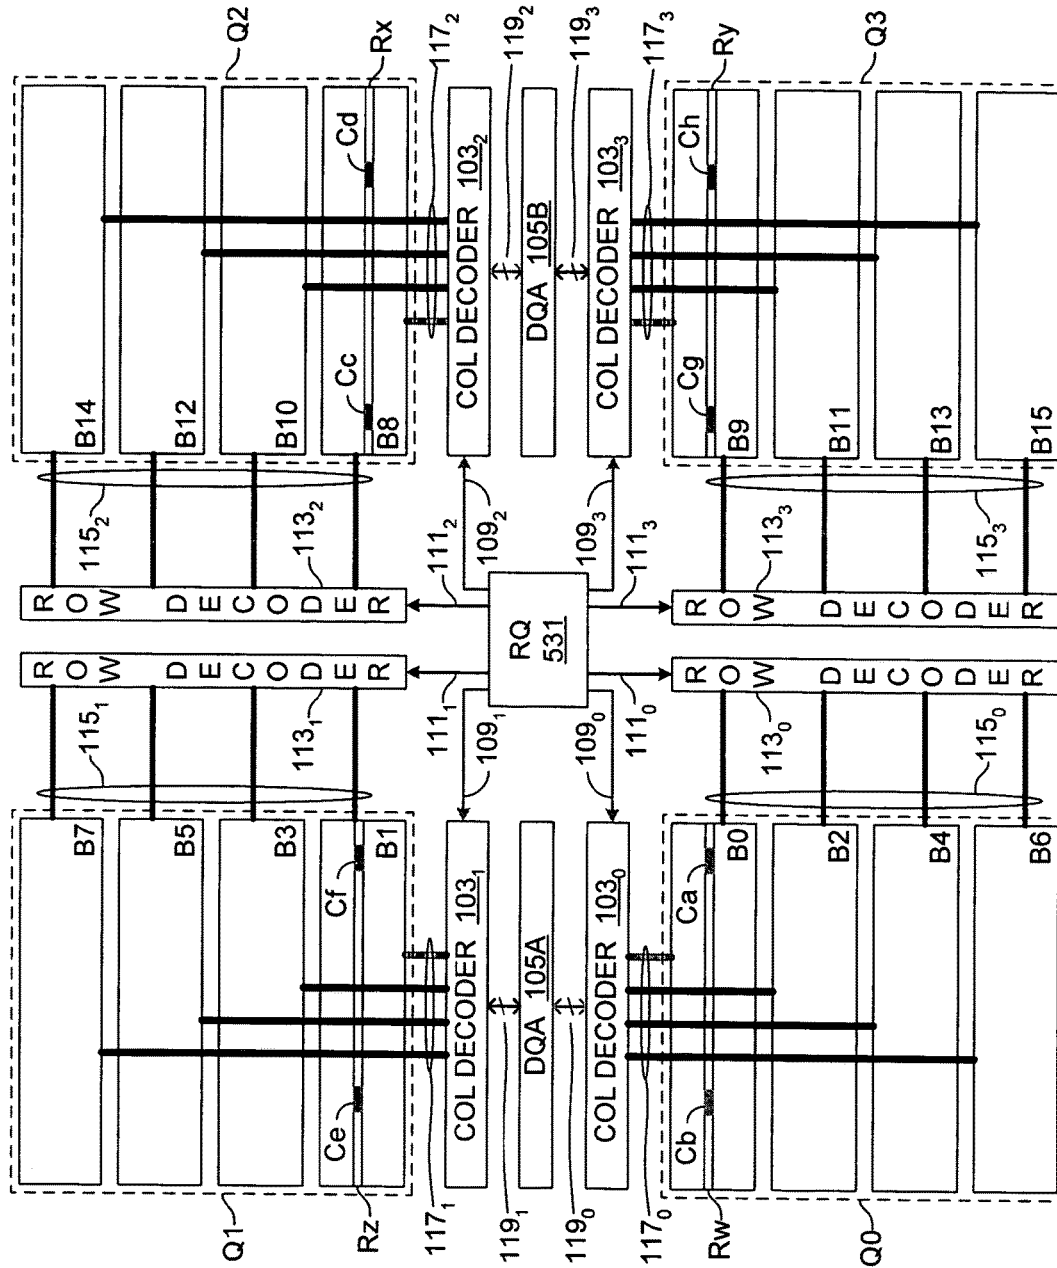 Q2
Rx
117₂
119₂
119₃
117₃
Ry
Q3
B14
B12
B10
B8
Cc
Cd
COL DECODER 103₂
DQA 105B
COL DECODER 103₃
Cg
Ch
B9
B11
B13
B15
115₂
113₂
111₂
109₂
109₃
111₃
113₃
115₃
ROW DECODER
ROW DECODER
RQ
531
ROW DECODER
ROW DECODER
115₁
113₁
111₁
109₁
109₀
111₀
113₀
115₀
B7
B5
B3
B1
Cf
Ce
COL DECODER 103₁
DQA 105A
COL DECODER 103₀
Ca
Cb
B0
B2
B4
B6
Q1
Rz
117₁
119₁
119₀
117₀
Rw
Q0